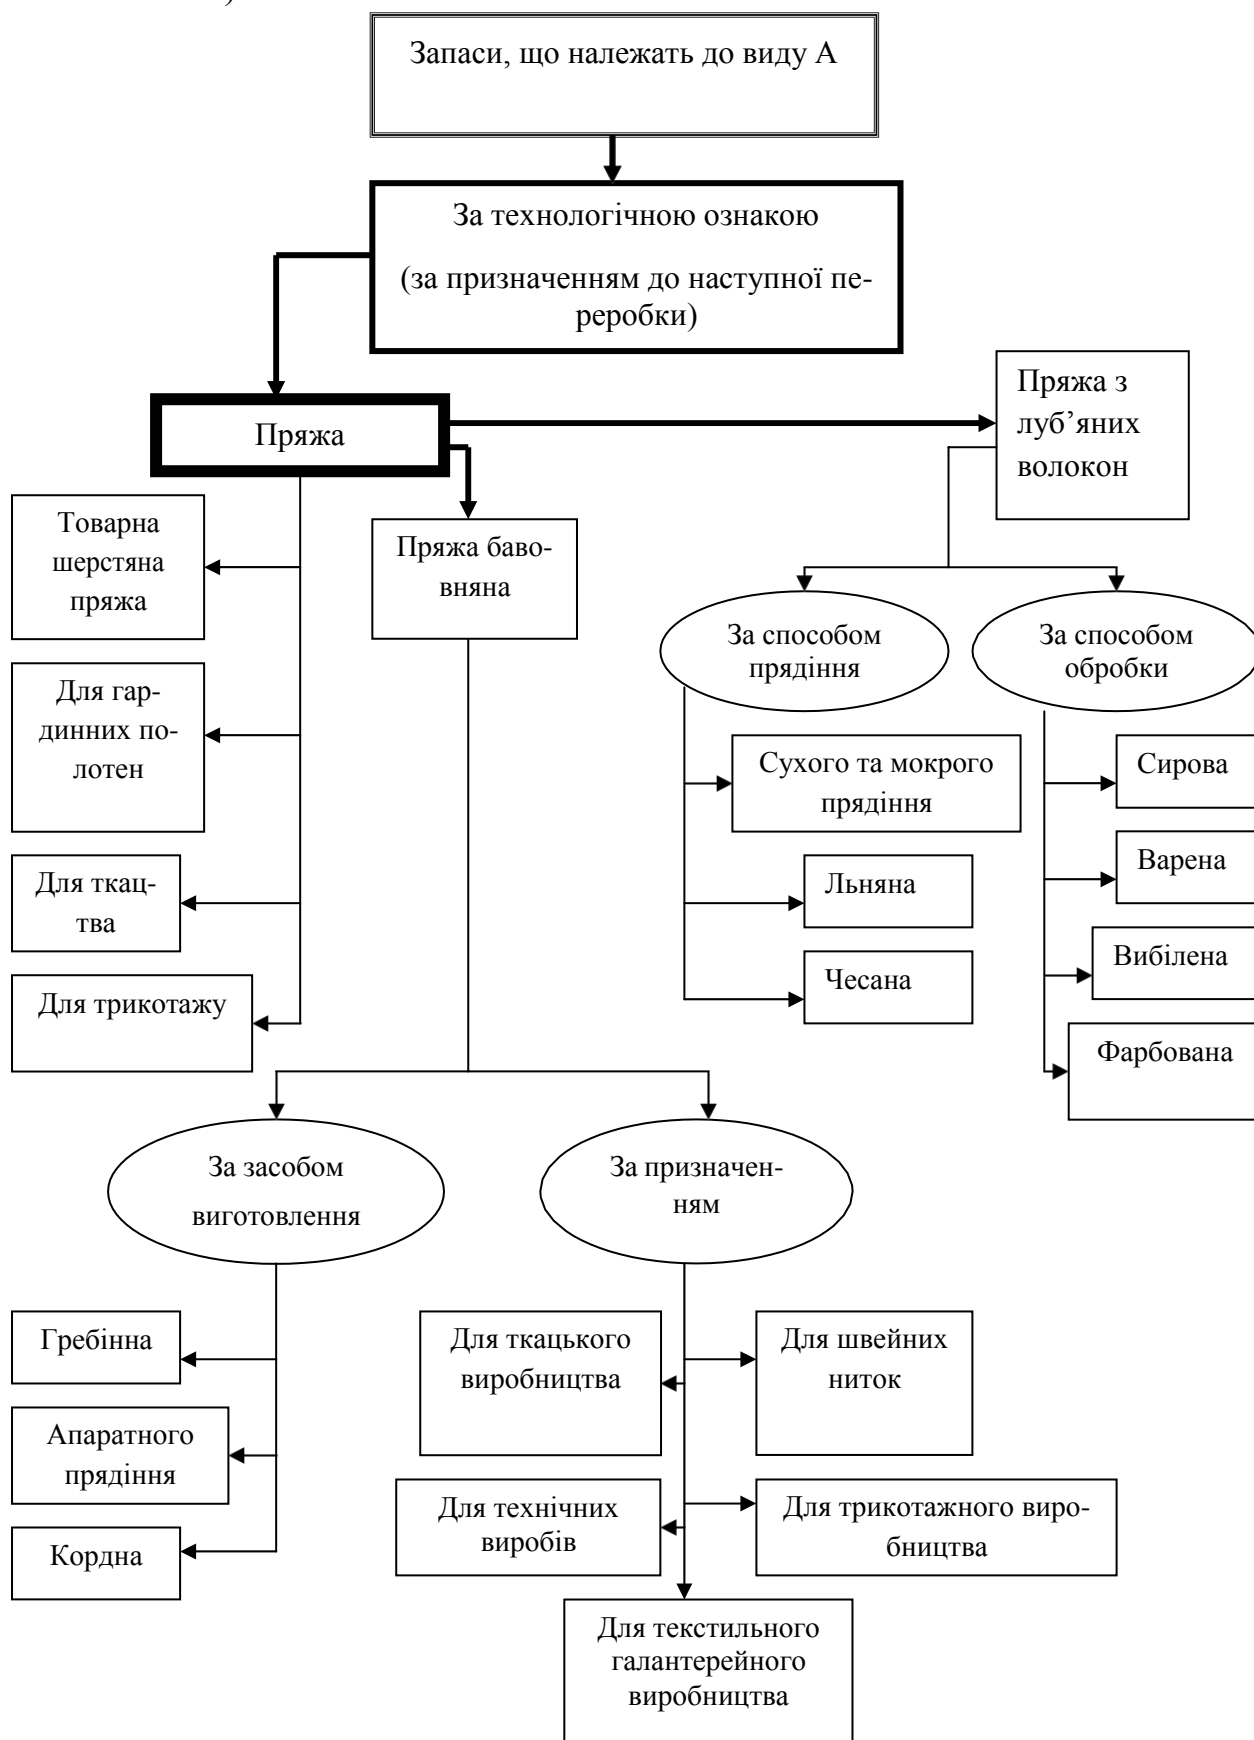 )
Запаси, що належать до виду А
За технологічною ознакою
(за призначенням до наступної пе-
реробки)
Пряжа з
луб’яних
волокон
Пряжа
Товарна
шерстяна
пряжа
Пряжа баво-
вняна
За способом
прядіння
За способом
обробки
Для гар-
динних по-
лотен
Сухого та мокрого
прядіння
Сирова
Для ткац-
тва
Льняна
Варена
Чесана
Вибілена
Для трикотажу
Фарбована
За засобом
виготовлення
За призначен-
ням
Гребінна
Для ткацького
виробництва
Для швейних
ниток
Апаратного
прядіння
Для технічних
виробів
Для трикотажного виро-
бництва
Кордна
Для текстильного
галантерейного
виробництва